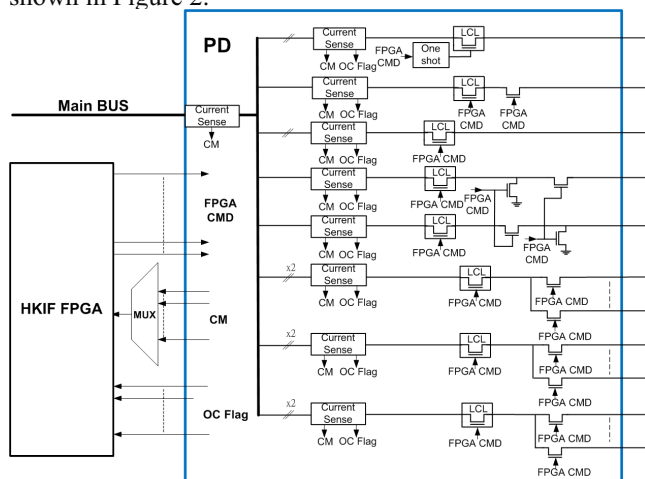 shown in Figure 2.
PD
Current Sense
LCL
FPGA CMD
One shot
CM OC Flag
Current Sense
LCL
CM OC Flag
FPGA CMD
FPGA CMD
Main BUS
Current Sense
CM
Current Sense
LCL
CM OC Flag
FPGA CMD
Current Sense
LCL
CM OC Flag
FPGA CMD
FPGA CMD
Current Sense
LCL
CM OC Flag
FPGA CMD
FPGA CMD
FPGA CMD
HKIF FPGA
MUX
CM
OC Flag
x2
Current Sense
LCL
CM OC Flag
FPGA CMD
FPGA CMD
FPGA CMD
x2
Current Sense
LCL
CM OC Flag
FPGA CMD
FPGA CMD
FPGA CMD
x2
Current Sense
LCL
CM OC Flag
FPGA CMD
FPGA CMD
FPGA CMD